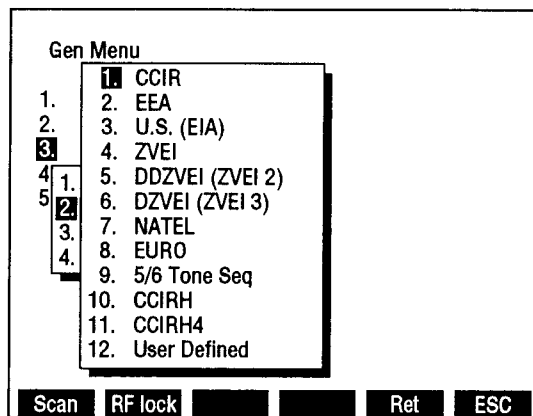 Gen Menu
1.
2.
3.
4
5
1.
2.
3.
4.
1. CCIR
2. EEA
3. U.S. (EIA)
4. ZVEI
5. DDZVEI (ZVEI 2)
6. DZVEI (ZVEI 3)
7. NATEL
8. EURO
9. 5/6 Tone Seq
10. CCIRH
11. CCIRH4
12. User Defined
Scan RF lock Ret ESC